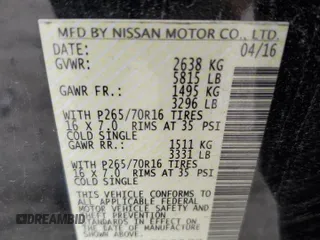 MFD BY NISSAN MOTOR CO., LTD.
DATE: 04/16
GVWR: 2638 KG
5815 LB
GAWR FR.: 1495 KG
3296 LB
WITH P265/70R16 TIRES
16 X 7.0 RIMS AT 35 PSI
COLD SINGLE
GAWR RR.: 1511 KG
3331 LB
WITH P265/70R16 TIRES
16 X 7.0 RIMS AT 35 PSI
COLD SINGLE
THIS VEHICLE CONFORMS TO
ALL APPLICABLE FEDERAL
MOTOR VEHICLE SAFETY AND
THEFT PREVENTION
STANDARDS IN EFFECT ON
THE DATE OF MFR. SHOWN
DREAMBID